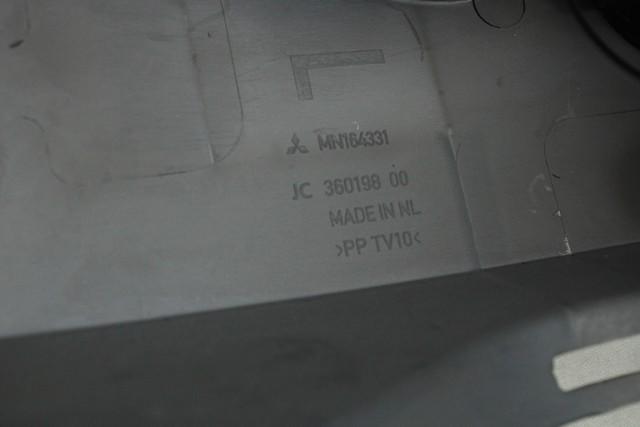 MN164331
JC 360198 00
MADE IN NL
>PP TV10<